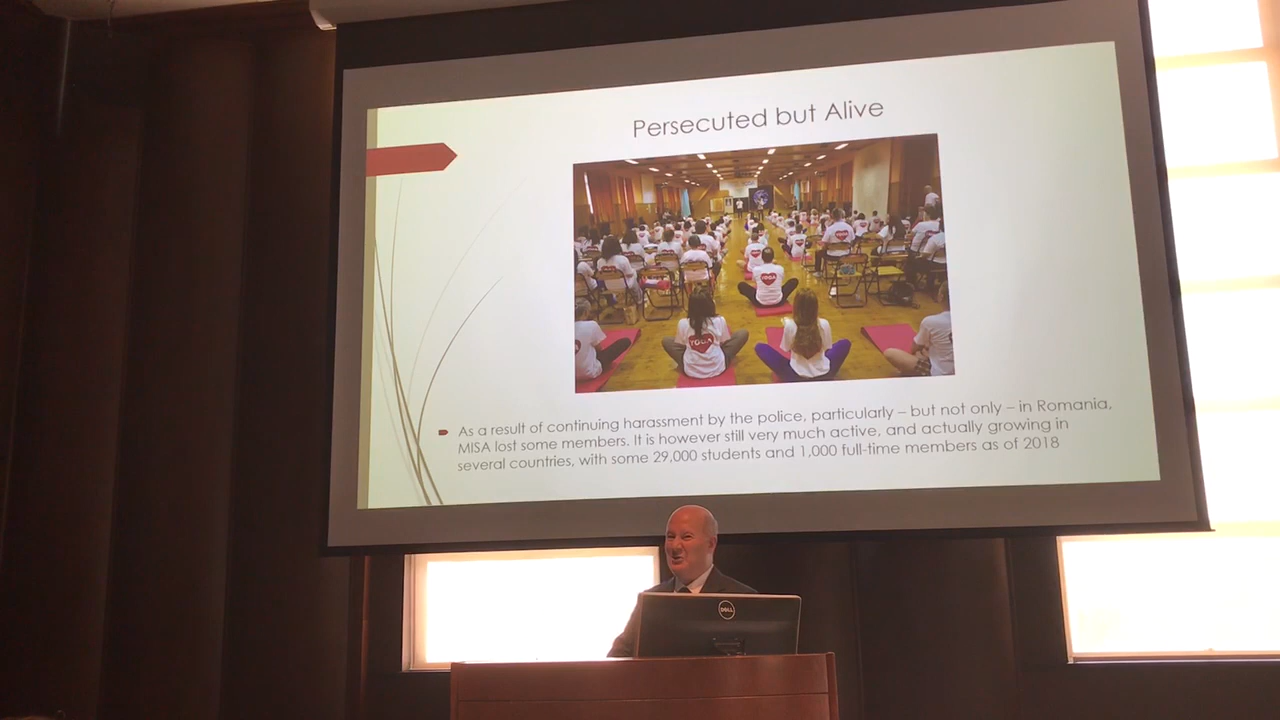 Persecuted but Alive
YOGA
YOGA
As a result of continuing harassment by the police, particularly – but not only – in Romania,
MISA lost some members. It is however still very much active, and actually growing in
several countries, with some 29,000 students and 1,000 full-time members as of 2018
DELL